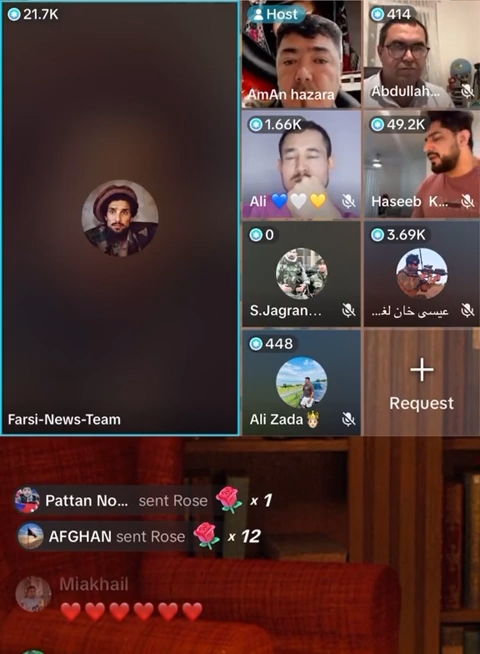 21.7K
Farsi-News-Team
Host
AmAn hazara
414
Abdullah...
1.66K
Ali 💙🤍💛
49.2K
Haseeb K...
0
S.Jagran...
3.69K
عیسی خان لغ...
448
Ali Zada 🤴
+
Request
Pattan No... sent Rose 🌹 x 1
AFGHAN sent Rose 🌹 x 12
Miakhail
❤️❤️❤️❤️❤️❤️